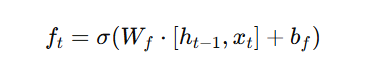 f_t = σ(W_f · [h_{t−1}, x_t] + b_f)